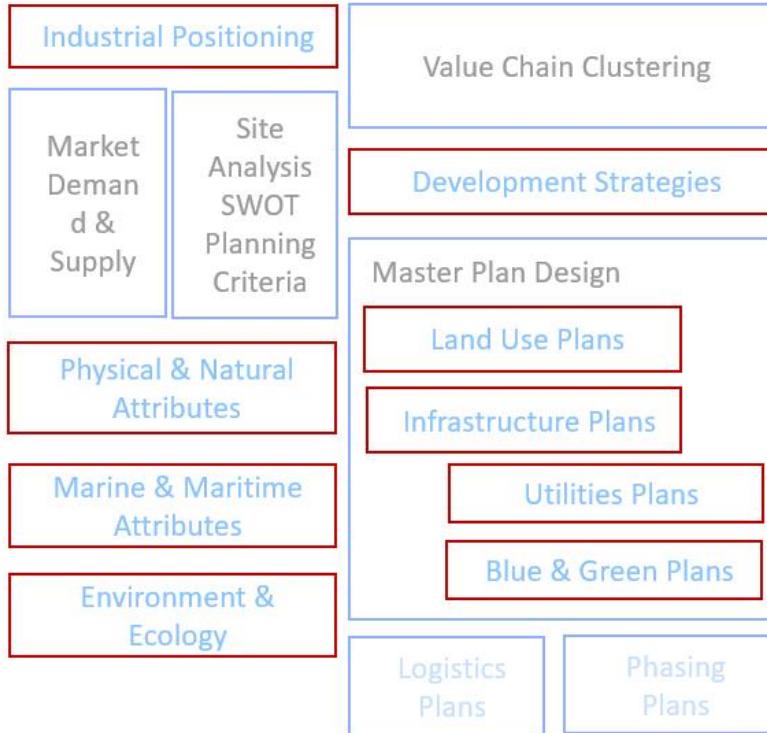 Industrial Positioning
Market
Deman
d &
Supply
Site
Analysis
SWOT
Planning
Criteria
Physical & Natural
Attributes
Marine & Maritime
Attributes
Environment &
Ecology
Value Chain Clustering
Development Strategies
Master Plan Design
Land Use Plans
Infrastructure Plans
Utilities Plans
Blue & Green Plans
Logistics
Plans
Phasing
Plans